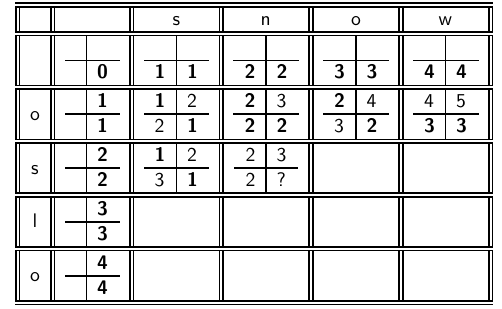 s n o w
0 1 1 2 2 3 3 4 4
o 1 1 2 2 3 2 4 4 5
1 2 1 2 2 3 2 3 3
s 2 1 2 2 3
2 3 1 2 ?
l 3
3
o 4
4